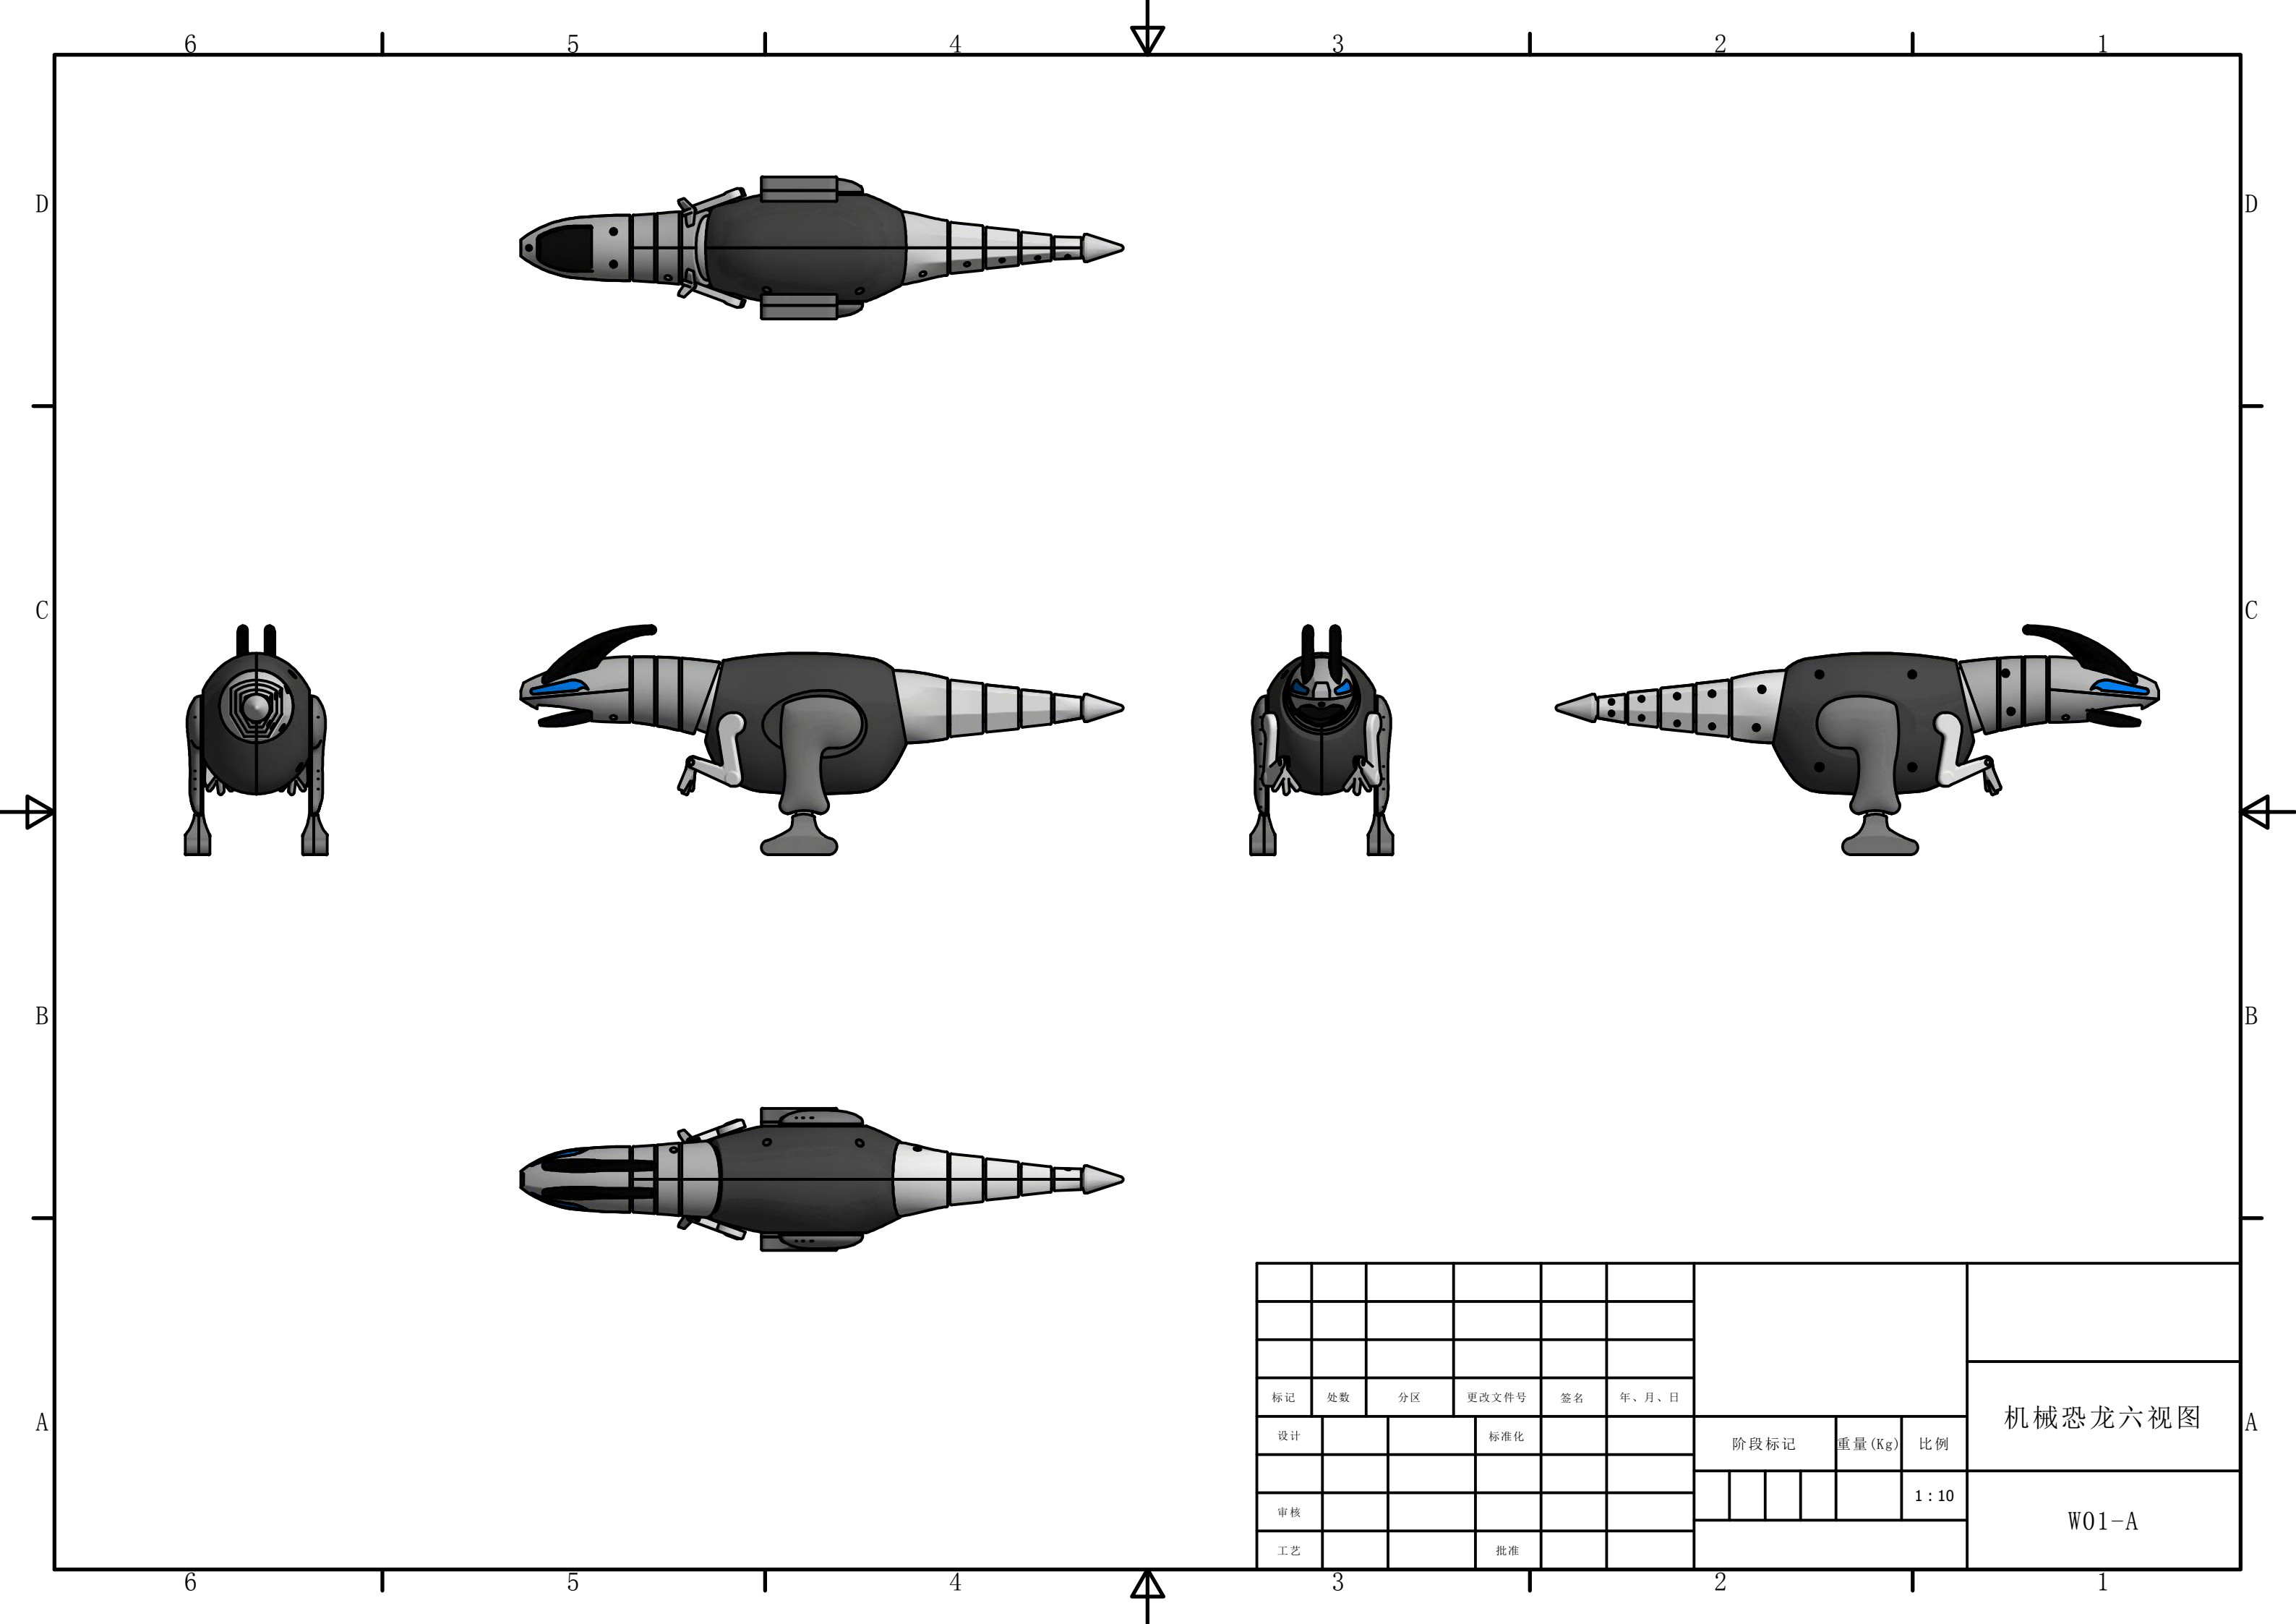 6 5 4 3 2 1
D D
C C
B B
标记 处数 分区 更改文件号 签名 年、月、日
机械恐龙六视图
A A
设计 标准化
阶段标记 重量(Kg) 比例
1:10
审核
W01-A
工艺 批准
6 5 4 3 2 1